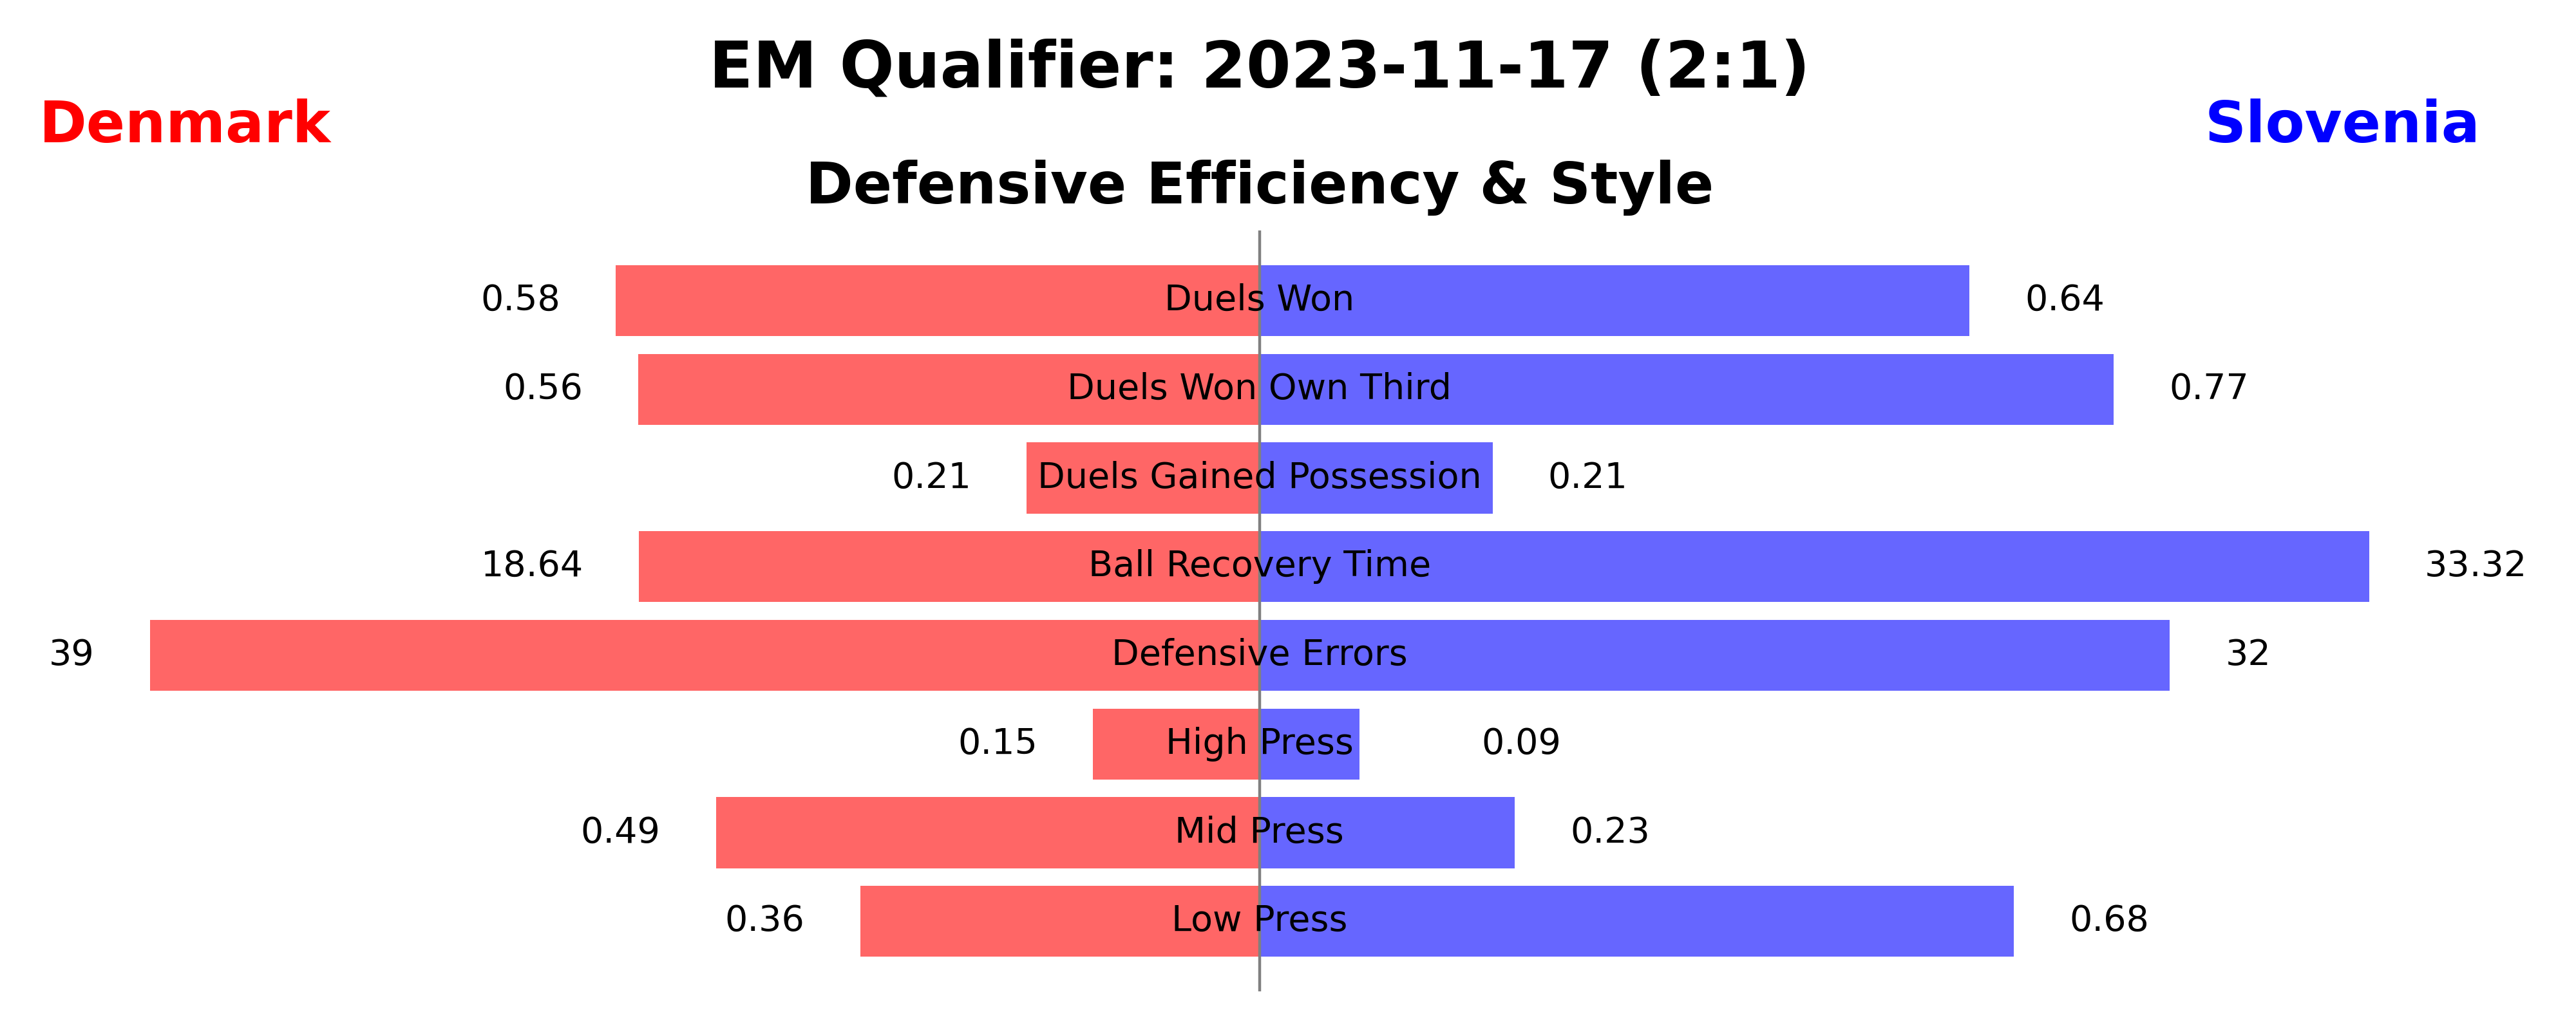 EM Qualifier: 2023-11-17 (2:1)
Denmark
Slovenia
Defensive Efficiency & Style
0.58 Duels Won 0.64
0.56 Duels Won Own Third 0.77
0.21 Duels Gained Possession 0.21
18.64 Ball Recovery Time 33.32
39 Defensive Errors 32
0.15 High Press 0.09
0.49 Mid Press 0.23
0.36 Low Press 0.68